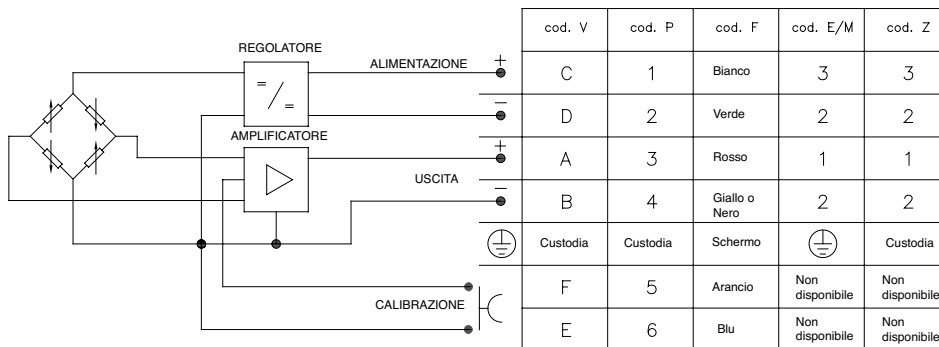 cod. V cod. P cod. F cod. E/M cod. Z
REGOLATORE
ALIMENTAZIONE + C 1 Bianco 3 3
= / =
− D 2 Verde 2 2
AMPLIFICATORE
+ A 3 Rosso 1 1
USCITA
− B 4 Giallo o Nero 2 2
Custodia Custodia Schermo Custodia
F 5 Arancio Non disponibile Non disponibile
CALIBRAZIONE
E 6 Blu Non disponibile Non disponibile